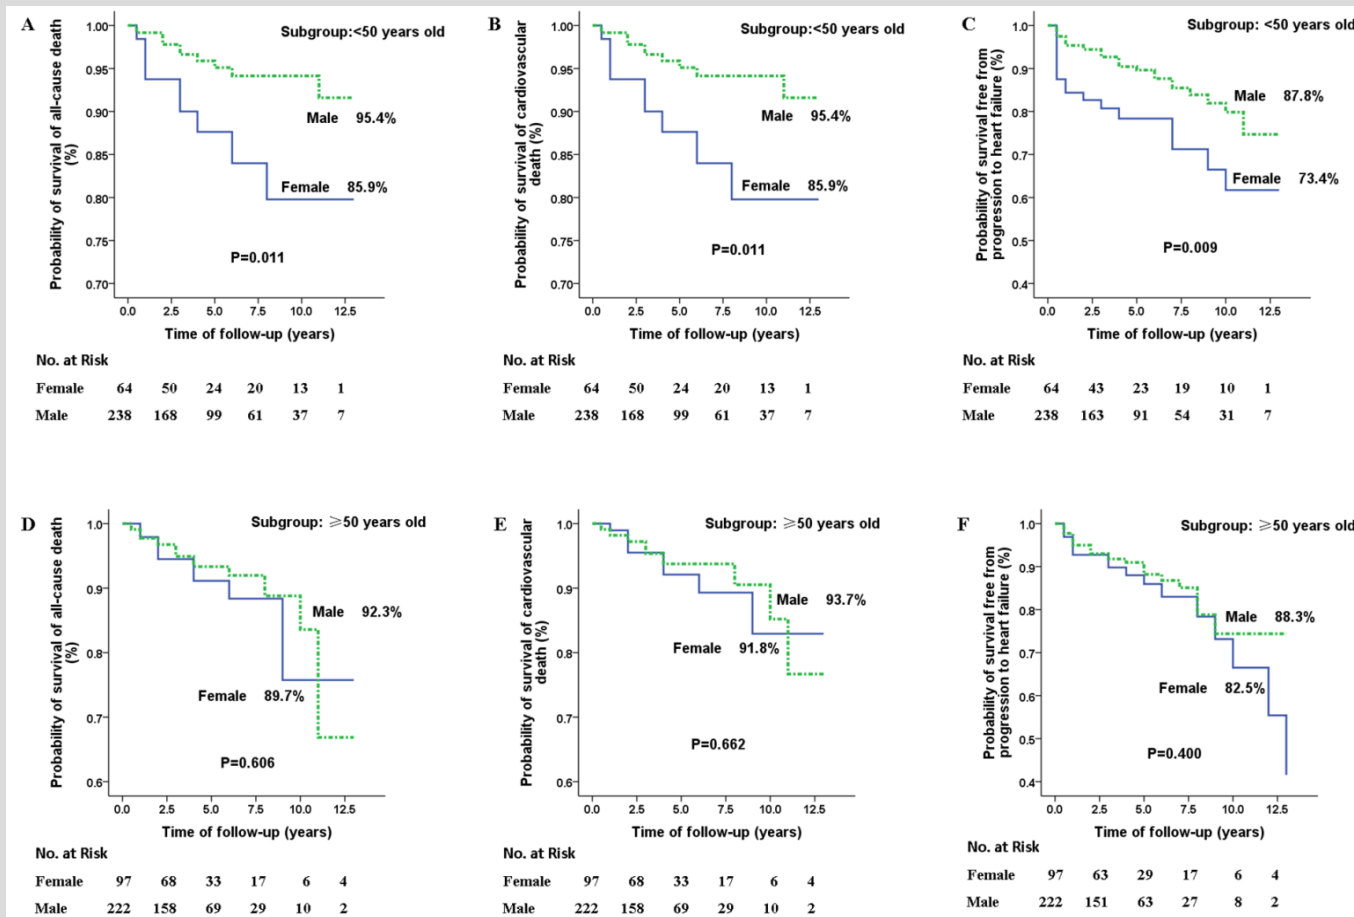 A
Subgroup:<50 years old
Probability of survival of all-cause death
(%)
1.00
0.95
0.90
0.85
0.80
0.75
0.70
Male 95.4%
Female 85.9%
P=0.011
0.0 2.5 5.0 7.5 10.0 12.5
Time of follow-up (years)
No. at Risk
Female 64 50 24 20 13 1
Male 238 168 99 61 37 7
B
Subgroup:<50 years old
Probability of survival of cardiovascular
death (%)
1.00
0.95
0.90
0.85
0.80
0.75
0.70
Male 95.4%
Female 85.9%
P=0.011
0.0 2.5 5.0 7.5 10.0 12.5
Time of follow-up (years)
No. at Risk
Female 64 50 24 20 13 1
Male 238 168 99 61 37 7
C
Subgroup: <50 years old
Probability of survival free from
progression to heart failure (%)
1.0
0.9
0.8
0.7
0.6
0.5
0.4
Male 87.8%
Female 73.4%
P=0.009
0.0 2.5 5.0 7.5 10.0 12.5
Time of follow-up (years)
No. at Risk
Female 64 43 23 19 10 1
Male 238 163 91 54 31 7
D
Subgroup: ≥50 years old
Probability of survival of all-cause death
(%)
1.0
0.9
0.8
0.7
0.6
Male 92.3%
Female 89.7%
P=0.606
0.0 2.5 5.0 7.5 10.0 12.5
Time of follow-up (years)
No. at Risk
Female 97 68 33 17 6 4
Male 222 158 69 29 10 2
E
Subgroup: ≥50 years old
Probability of survival of cardiovascular
death (%)
1.0
0.9
0.8
0.7
0.6
Male 93.7%
Female 91.8%
P=0.662
0.0 2.5 5.0 7.5 10.0 12.5
Time of follow-up (years)
No. at Risk
Female 97 68 33 17 6 4
Male 222 158 69 29 10 2
F
Subgroup: ≥50 years old
Probability of survival free from
progression to heart failure (%)
1.0
0.9
0.8
0.7
0.6
0.5
0.4
Male 88.3%
Female 82.5%
P=0.400
0.0 2.5 5.0 7.5 10.0 12.5
Time of follow-up (years)
No. at Risk
Female 97 63 29 17 6 4
Male 222 151 63 27 8 2